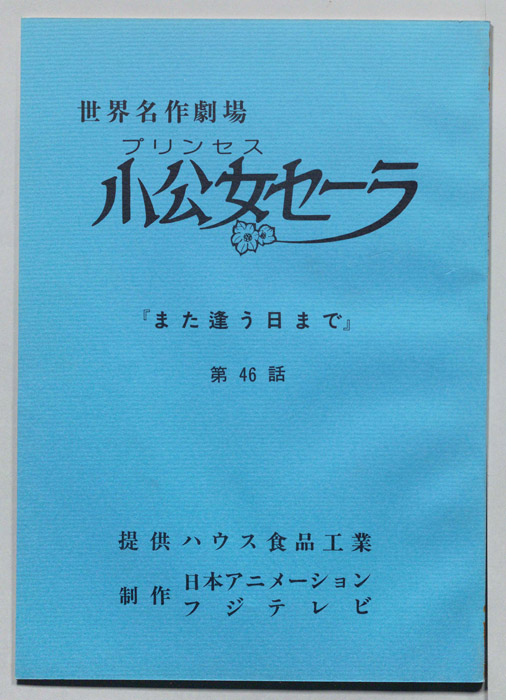 世界名作劇場
プリンセス
小公女セーラ
『また逢う日まで』
第 46 話
提供 ハウス食品工業
制作 日本アニメーション
フジテレビ